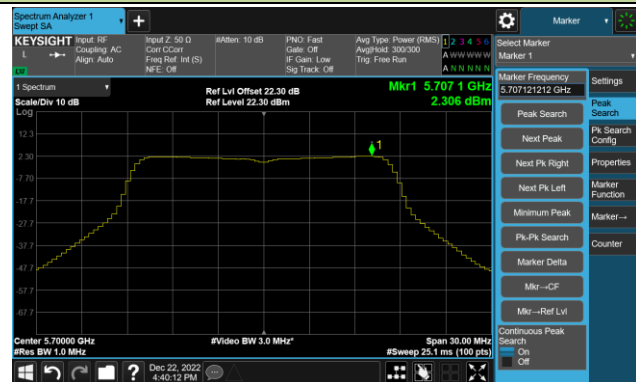 Spectrum Analyzer 1
Swept SA
Marker
KEYSIGHT
L
LW
Input: RF
Coupling: AC
Align: Auto
Input Z: 50 Ω
Corr CCorr
Freq Ref: Int (S)
NFE: Off
#Atten: 10 dB
PNO: Fast
Gate: Off
IF Gain: Low
Sig Track: Off
Avg Type: Power (RMS)
Avg|Hold: 300/300
Trig: Free Run
1 2 3 4 5 6
A W W W W W
A N N N N N
Select Marker
Marker 1
1 Spectrum
Scale/Div 10 dB
Log
Ref Lvl Offset 22.30 dB
Ref Level 22.30 dBm
Mkr1 5.707 1 GHz
2.306 dBm
12.3
2.30
-7.70
-17.7
-27.7
-37.7
-47.7
-57.7
-67.7
1
Center 5.70000 GHz
#Res BW 1.0 MHz
#Video BW 3.0 MHz*
Span 30.00 MHz
#Sweep 25.1 ms (100 pts)
Marker Frequency
5.707121212 GHz
Peak Search
Next Peak
Next Pk Right
Next Pk Left
Minimum Peak
Pk-Pk Search
Marker Delta
Mkr→CF
Mkr→Ref Lvl
Continuous Peak
Search
On
Off
Settings
Peak
Search
Pk Search
Config
Properties
Marker
Function
Marker→
Counter
Dec 22, 2022
4:40:12 PM